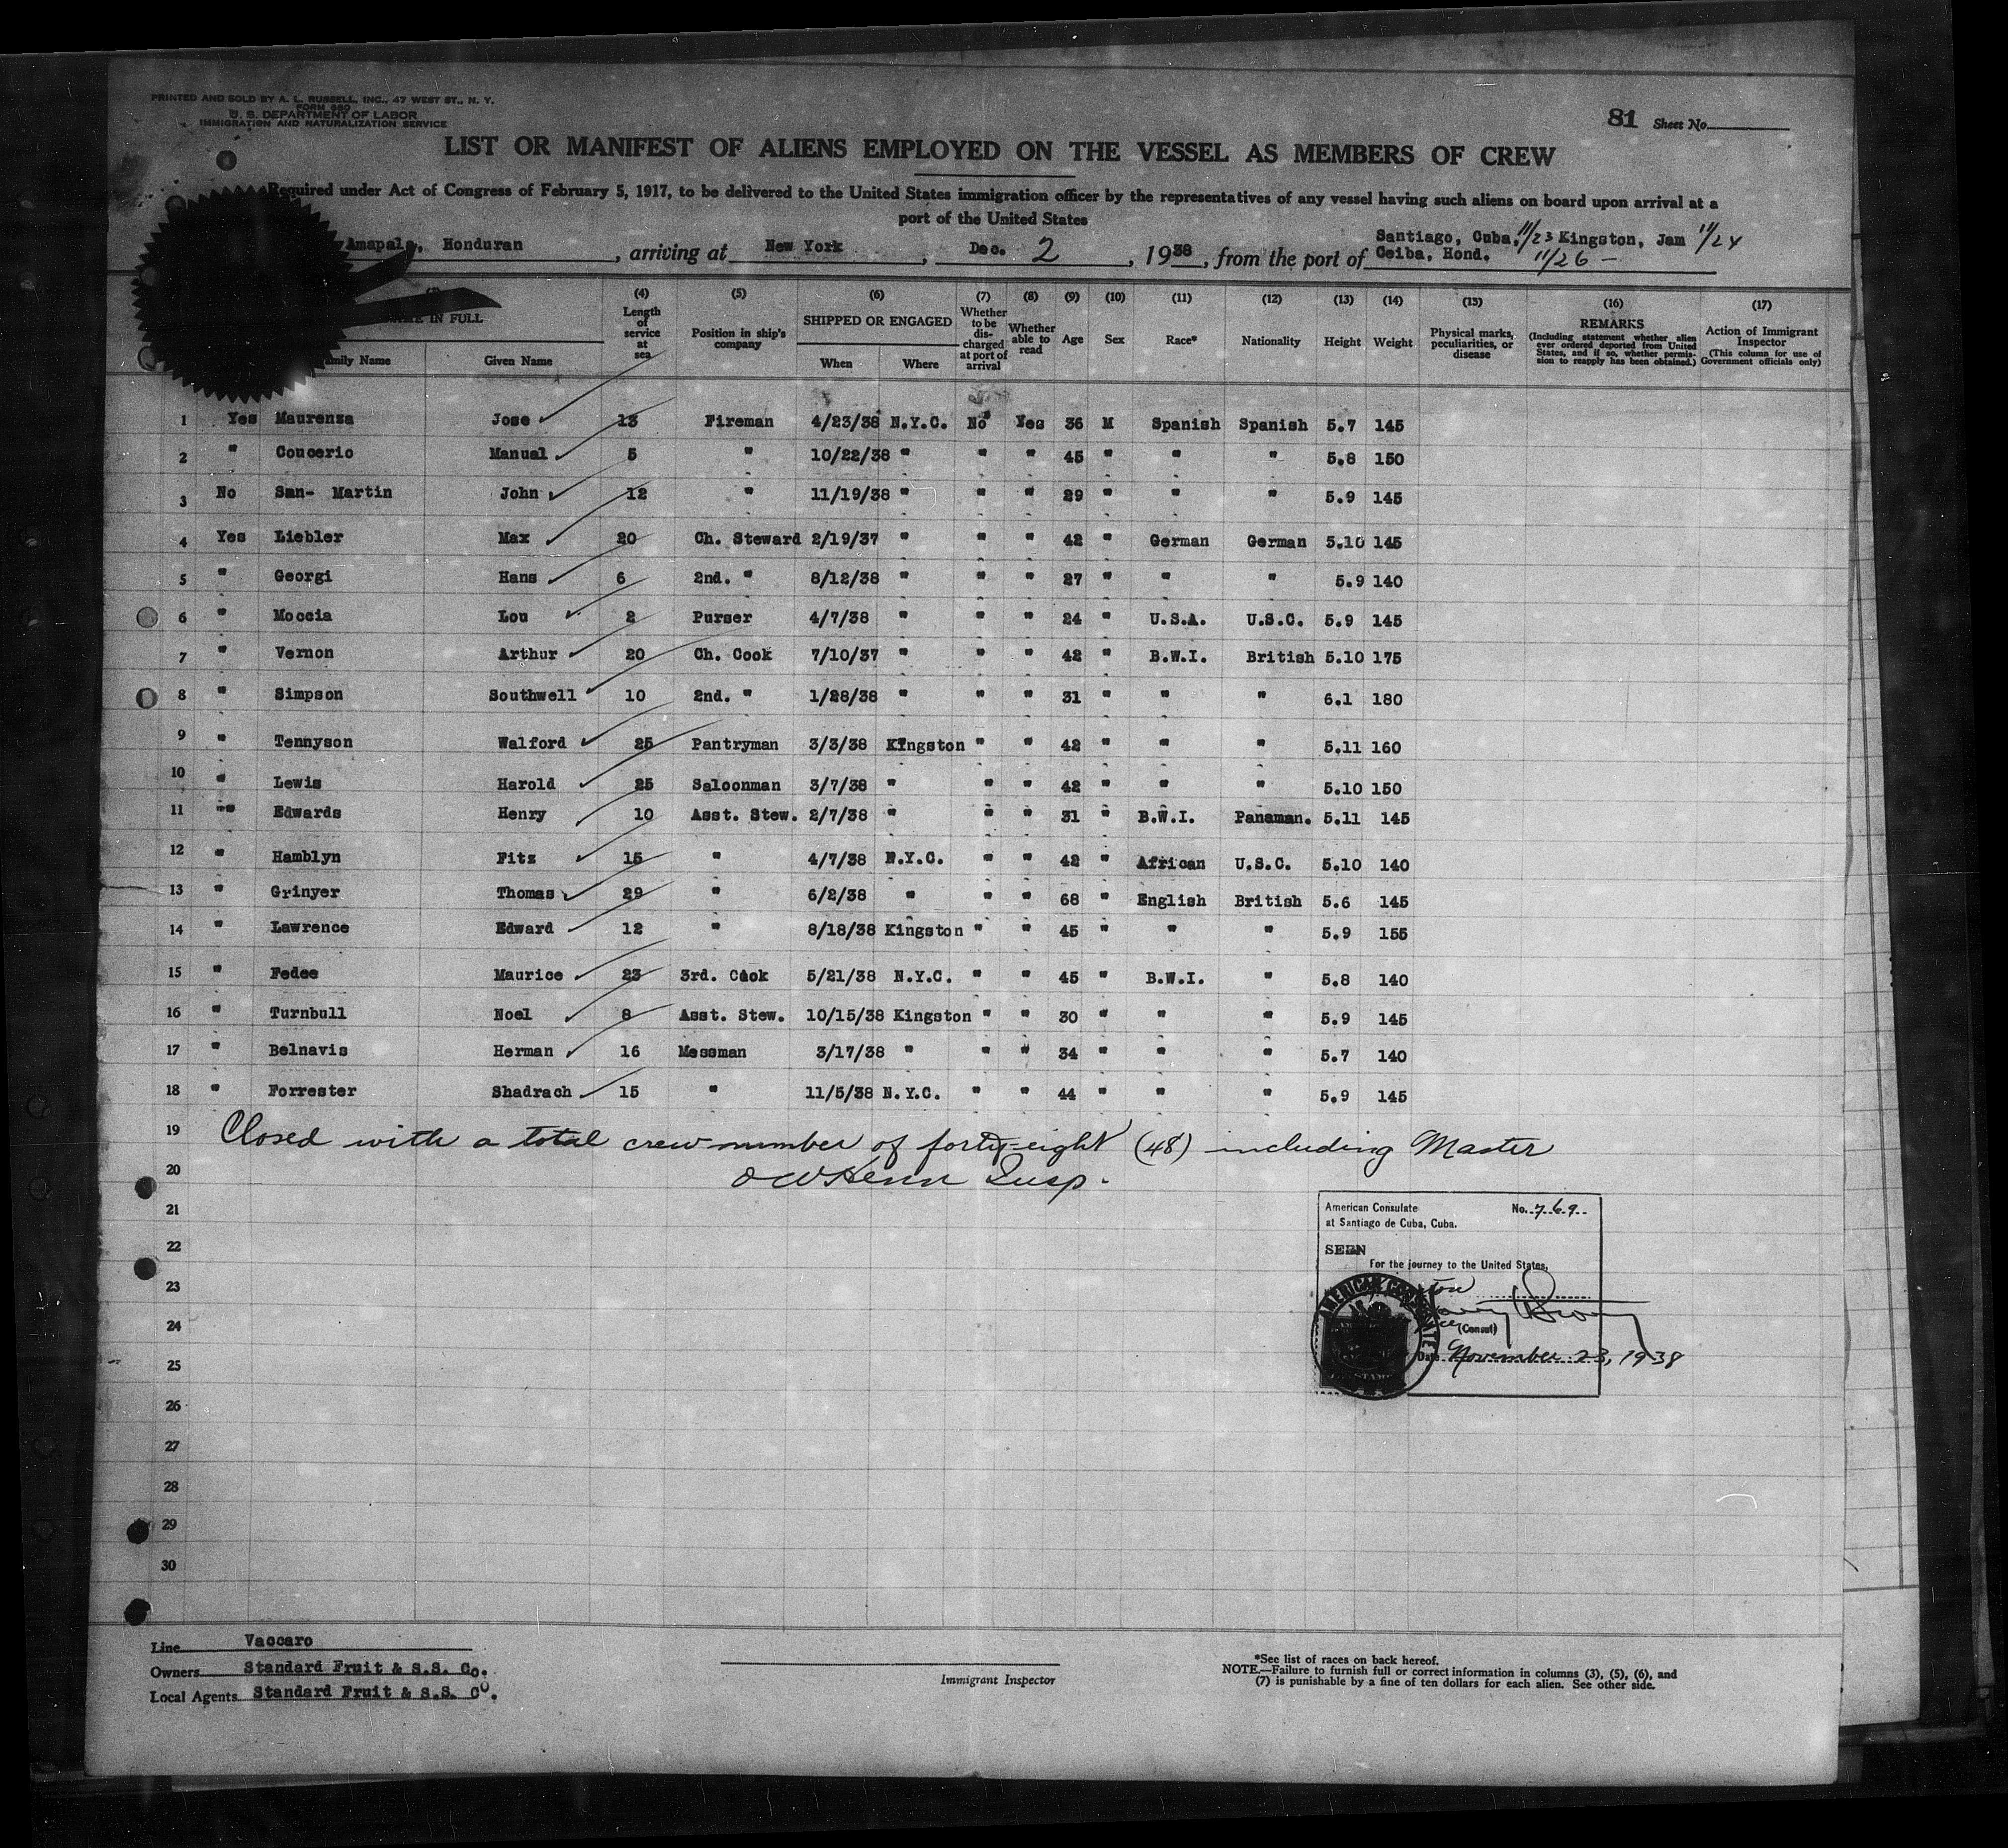 PRINTED AND SOLD BY A. L. RUSSELL, INC., 47 WEST ST., N. Y.
FORM 680
U. S. DEPARTMENT OF LABOR
IMMIGRATION AND NATURALIZATION SERVICE
81 Sheet No.
LIST OR MANIFEST OF ALIENS EMPLOYED ON THE VESSEL AS MEMBERS OF CREW
Required under Act of Congress of February 5, 1917, to be delivered to the United States immigration officer by the representatives of any vessel having such aliens on board upon arrival at a
port of the United States
Amapala, Honduran, arriving at New York, Dec. 2, 1938, from the port of Santiago, Cuba, 11/23 Kingston, Jam 11/24
Ceiba, Hond. 11/26 —
(4) (5) (6) (7) (8) (9) (10) (11) (12) (13) (14) (15) (16) (17)
NAME IN FULL
Family Name Given Name
Length of service at sea
Position in ship's company
SHIPPED OR ENGAGED
When Where
Whether to be discharged at port of arrival
Whether able to read
Age Sex Race* Nationality Height Weight
Physical marks, peculiarities, or disease
REMARKS
(Including statement whether alien ever ordered deported from United States, and if so, whether permission to reapply has been obtained.)
Action of Immigrant Inspector
(This column for use of Government officials only)
1 Yes Maurenza Jose 13 Fireman 4/23/38 N.Y.C. No Yes 36 M Spanish Spanish 5.7 145
2 " Coucerio Manual 5 " 10/22/38 " " " 45 " " " 5.8 150
3 No San- Martin John 12 " 11/19/38 " " " 29 " " " 5.9 145
4 Yes Liebler Max 20 Ch. Steward 2/19/37 " " " 42 " German German 5.10 145
5 " Georgi Hans 6 2nd. " 8/12/38 " " " 27 " " " 5.9 140
6 " Moccia Lou 2 Purser 4/7/38 " " " 24 " U.S.A. U.S.C. 5.9 145
7 " Vernon Arthur 20 Ch. Cook 7/10/37 " " " 42 " B.W.I. British 5.10 175
8 " Simpson Southwell 10 2nd. " 1/28/38 " " " 31 " " " 6.1 180
9 " Tennyson Walford 25 Pantryman 3/3/38 Kingston " " 42 " " " 5.11 160
10 " Lewis Harold 25 Saloonman 3/7/38 " " " 42 " " " 5.10 150
11 "" Edwards Henry 10 Asst. Stew. 2/7/38 " " " 31 " B.W.I. Panaman. 5.11 145
12 " Hamblyn Fitz 15 " 4/7/38 N.Y.C. " " 42 " African U.S.C. 5.10 140
13 " Grinyer Thomas 29 " 6/2/38 " " " 68 " English British 5.6 145
14 " Lawrence Edward 12 " 8/18/38 Kingston " " 45 " " " 5.9 155
15 " Fedee Maurice 23 3rd. Cook 5/21/38 N.Y.C. " " 45 " B.W.I. " 5.8 140
16 " Turnbull Noel 8 Asst. Stew. 10/15/38 Kingston " " 30 " " " 5.9 145
17 " Belnavis Herman 16 Messman 3/17/38 " " " 34 " " " 5.7 140
18 " Forrester Shadrach 15 " 11/5/38 N.Y.C. " " 44 " " " 5.9 145
19 Closed with a total crew number of forty-eight (48) including Master
20 Insp.
21
22
23
24
25
26
27
28
29
30
American Consulate No. 769
at Santiago de Cuba, Cuba.
SEEN
For the journey to the United States,
(Consul)
Date November 23, 1938
Line Vaccaro
Owners Standard Fruit & S.S. Co.
Local Agents Standard Fruit & S.S. Co.
Immigrant Inspector
*See list of races on back hereof.
NOTE.—Failure to furnish full or correct information in columns (3), (5), (6), and
(7) is punishable by a fine of ten dollars for each alien. See other side.